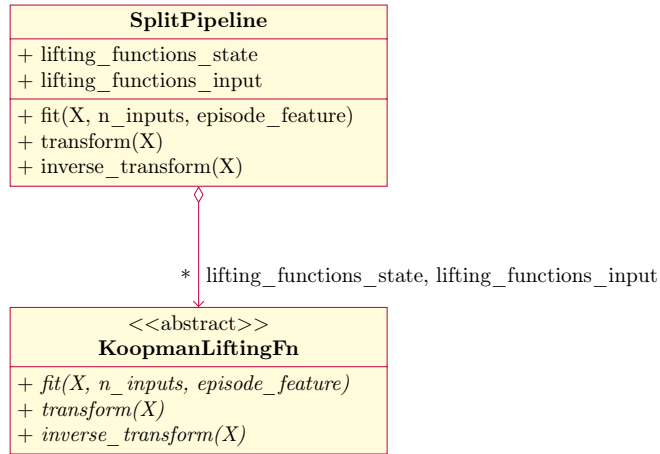 SplitPipeline
+ lifting_functions_state
+ lifting_functions_input
+ fit(X, n_inputs, episode_feature)
+ transform(X)
+ inverse_transform(X)
* lifting_functions_state, lifting_functions_input
<<abstract>>
KoopmanLiftingFn
+ fit(X, n_inputs, episode_feature)
+ transform(X)
+ inverse_transform(X)